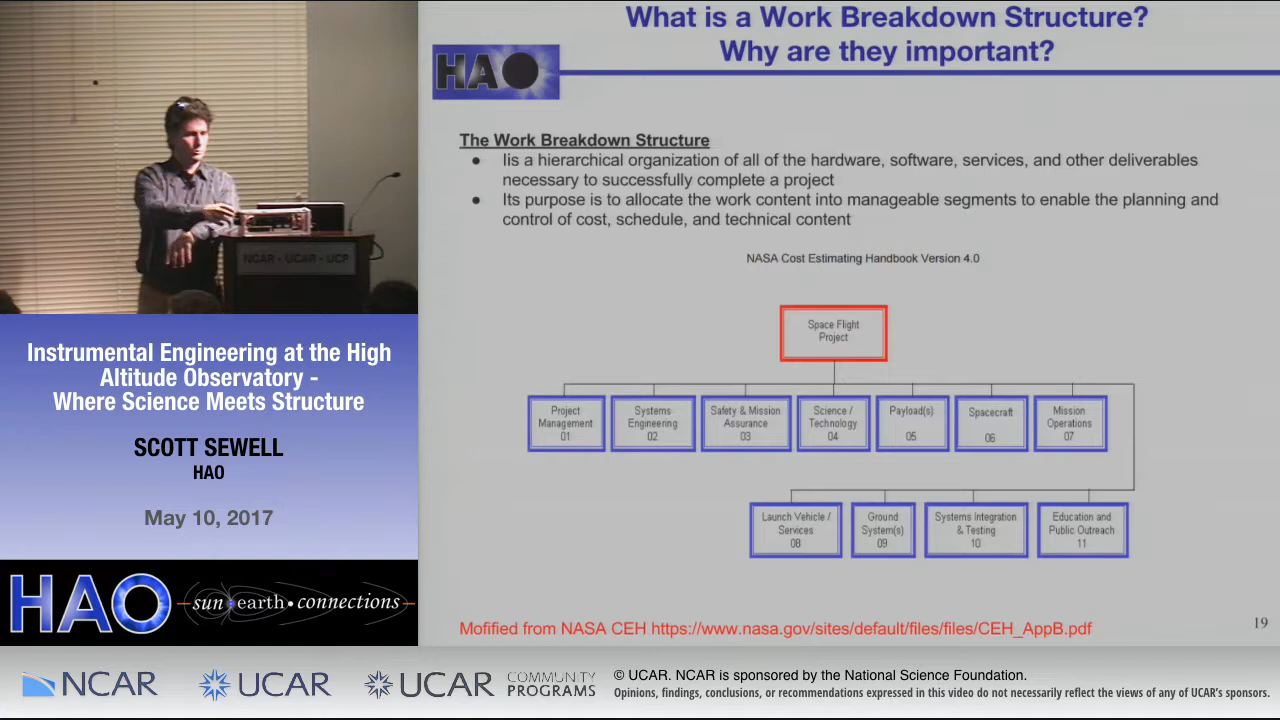 What is a Work Breakdown Structure?
Why are they important?
HAO
The Work Breakdown Structure
● Iis a hierarchical organization of all of the hardware, software, services, and other deliverables
necessary to successfully complete a project
● Its purpose is to allocate the work content into manageable segments to enable the planning and
control of cost, schedule, and technical content
NASA Cost Estimating Handbook Version 4.0
Space Flight
Project
Project
Management
01
Systems
Engineering
02
Safety & Mission
Assurance
03
Science /
Technology
04
Payload(s)
05
Spacecraft
06
Mission
Operations
07
Launch Vehicle /
Services
08
Ground
System(s)
09
Systems Integration
& Testing
10
Education and
Public Outreach
11
Mofified from NASA CEH https://www.nasa.gov/sites/default/files/files/CEH_AppB.pdf
19
NCAR - UCAR - UCP
Instrumental Engineering at the High
Altitude Observatory -
Where Science Meets Structure
SCOTT SEWELL
HAO
May 10, 2017
HAO
sun earth connections
NCAR
UCAR
UCAR
COMMUNITY
PROGRAMS
© UCAR. NCAR is sponsored by the National Science Foundation.
Opinions, findings, conclusions, or recommendations expressed in this video do not necessarily reflect the views of any of UCAR's sponsors.